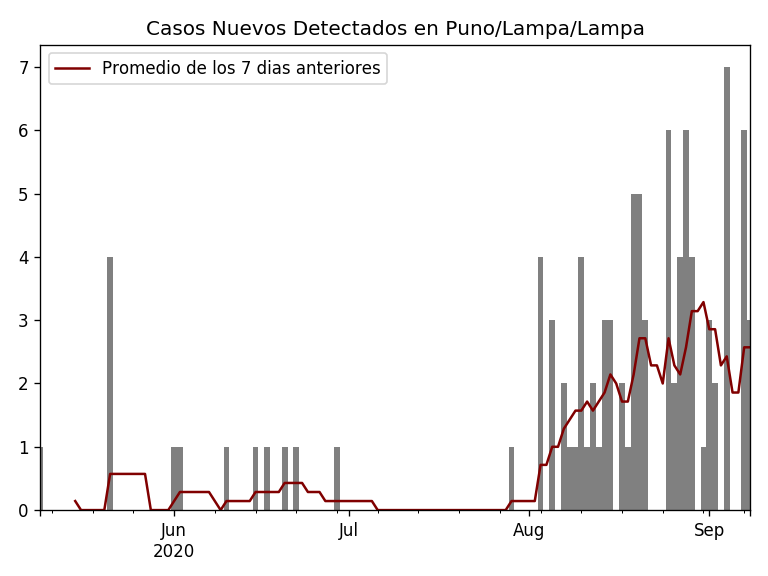 Casos Nuevos Detectados en Puno/Lampa/Lampa
Promedio de los 7 dias anteriores
7
6
5
4
3
2
1
0
Jun
2020
Jul
Aug
Sep